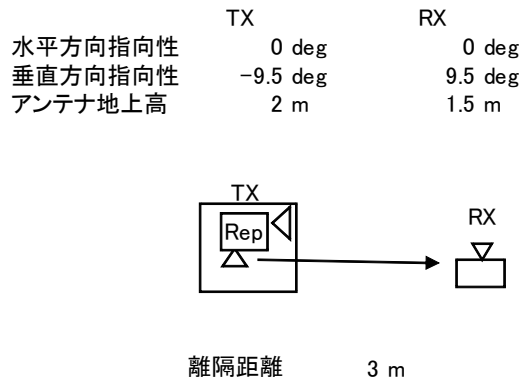 TX RX
水平方向指向性 0 deg 0 deg
垂直方向指向性 -9.5 deg 9.5 deg
アンテナ地上高 2 m 1.5 m
TX
Rep
RX
離隔距離 3 m